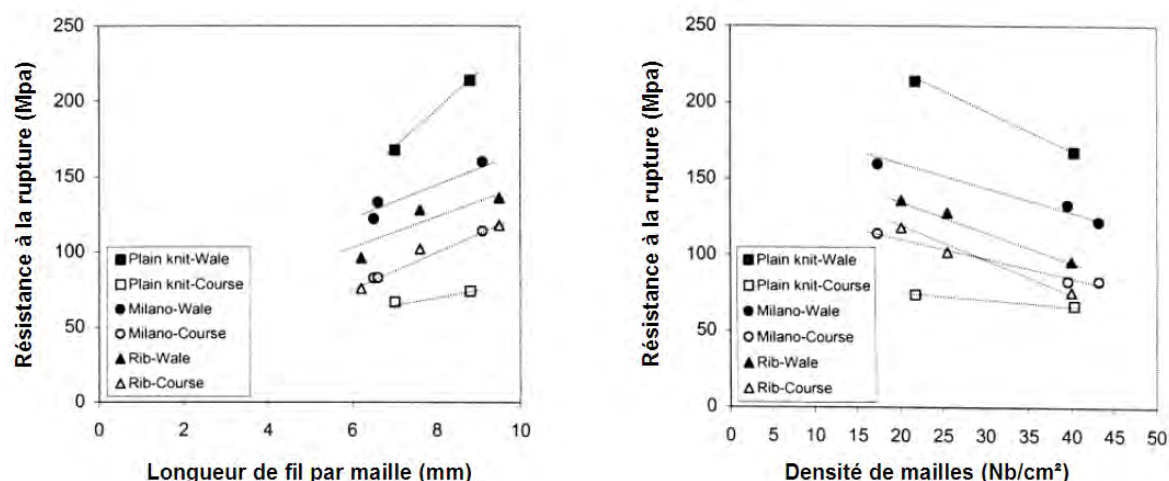 Résistance à la rupture (Mpa)
250
200
150
100
50
0
Plain knit-Wale
Plain knit-Course
Milano-Wale
Milano-Course
Rib-Wale
Rib-Course
0 2 4 6 8 10
Longueur de fil par maille (mm)
Résistance à la rupture (Mpa)
250
200
150
100
50
0
Plain knit-Wale
Plain knit-Course
Milano-Wale
Milano-Course
Rib-Wale
Rib-Course
0 5 10 15 20 25 30 35 40 45 50
Densité de mailles (Nb/cm²)